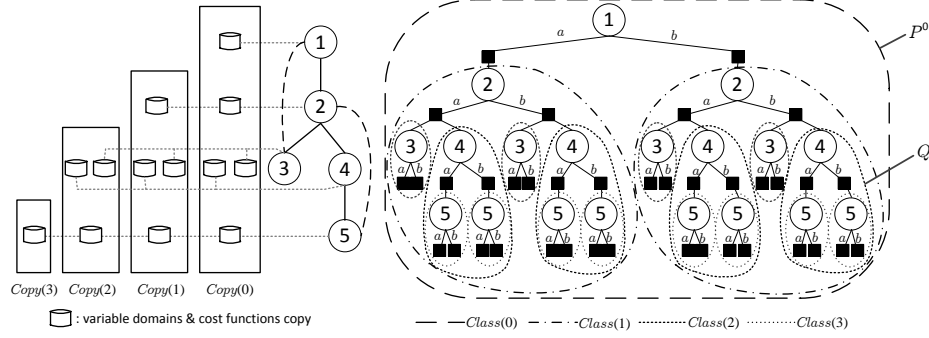 1
a
b
P⁰
2
2
a
b
a
b
3
4
3
4
3
4
3
4
a
b
a
b
a
b
a
b
a
b
a
b
a
b
a
b
Q
5
5
5
5
5
5
5
5
a
b
a
b
a
b
a
b
a
b
a
b
a
b
a
b
1
2
3
4
5
Copy(3)
Copy(2)
Copy(1)
Copy(0)
: variable domains & cost functions copy
Class(0)
Class(1)
Class(2)
Class(3)